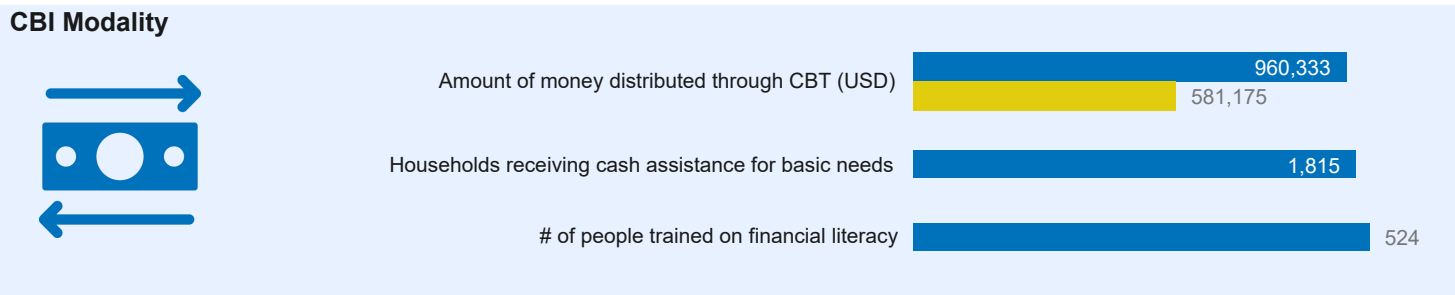 CBI Modality
Amount of money distributed through CBT (USD)
960,333
581,175
Households receiving cash assistance for basic needs
1,815
# of people trained on financial literacy
524